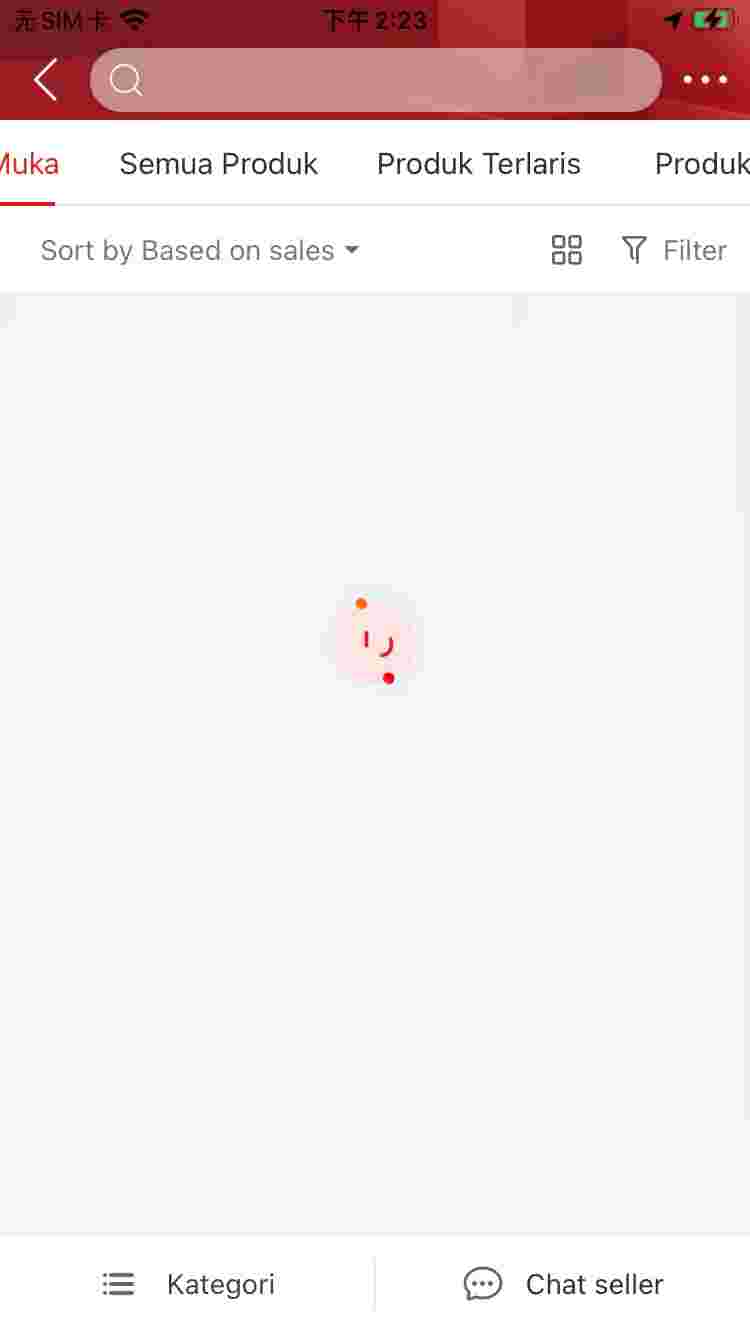 无SIM卡 下午2:23
Muka Semua Produk Produk Terlaris Produk
Sort by Based on sales Filter
Kategori Chat seller